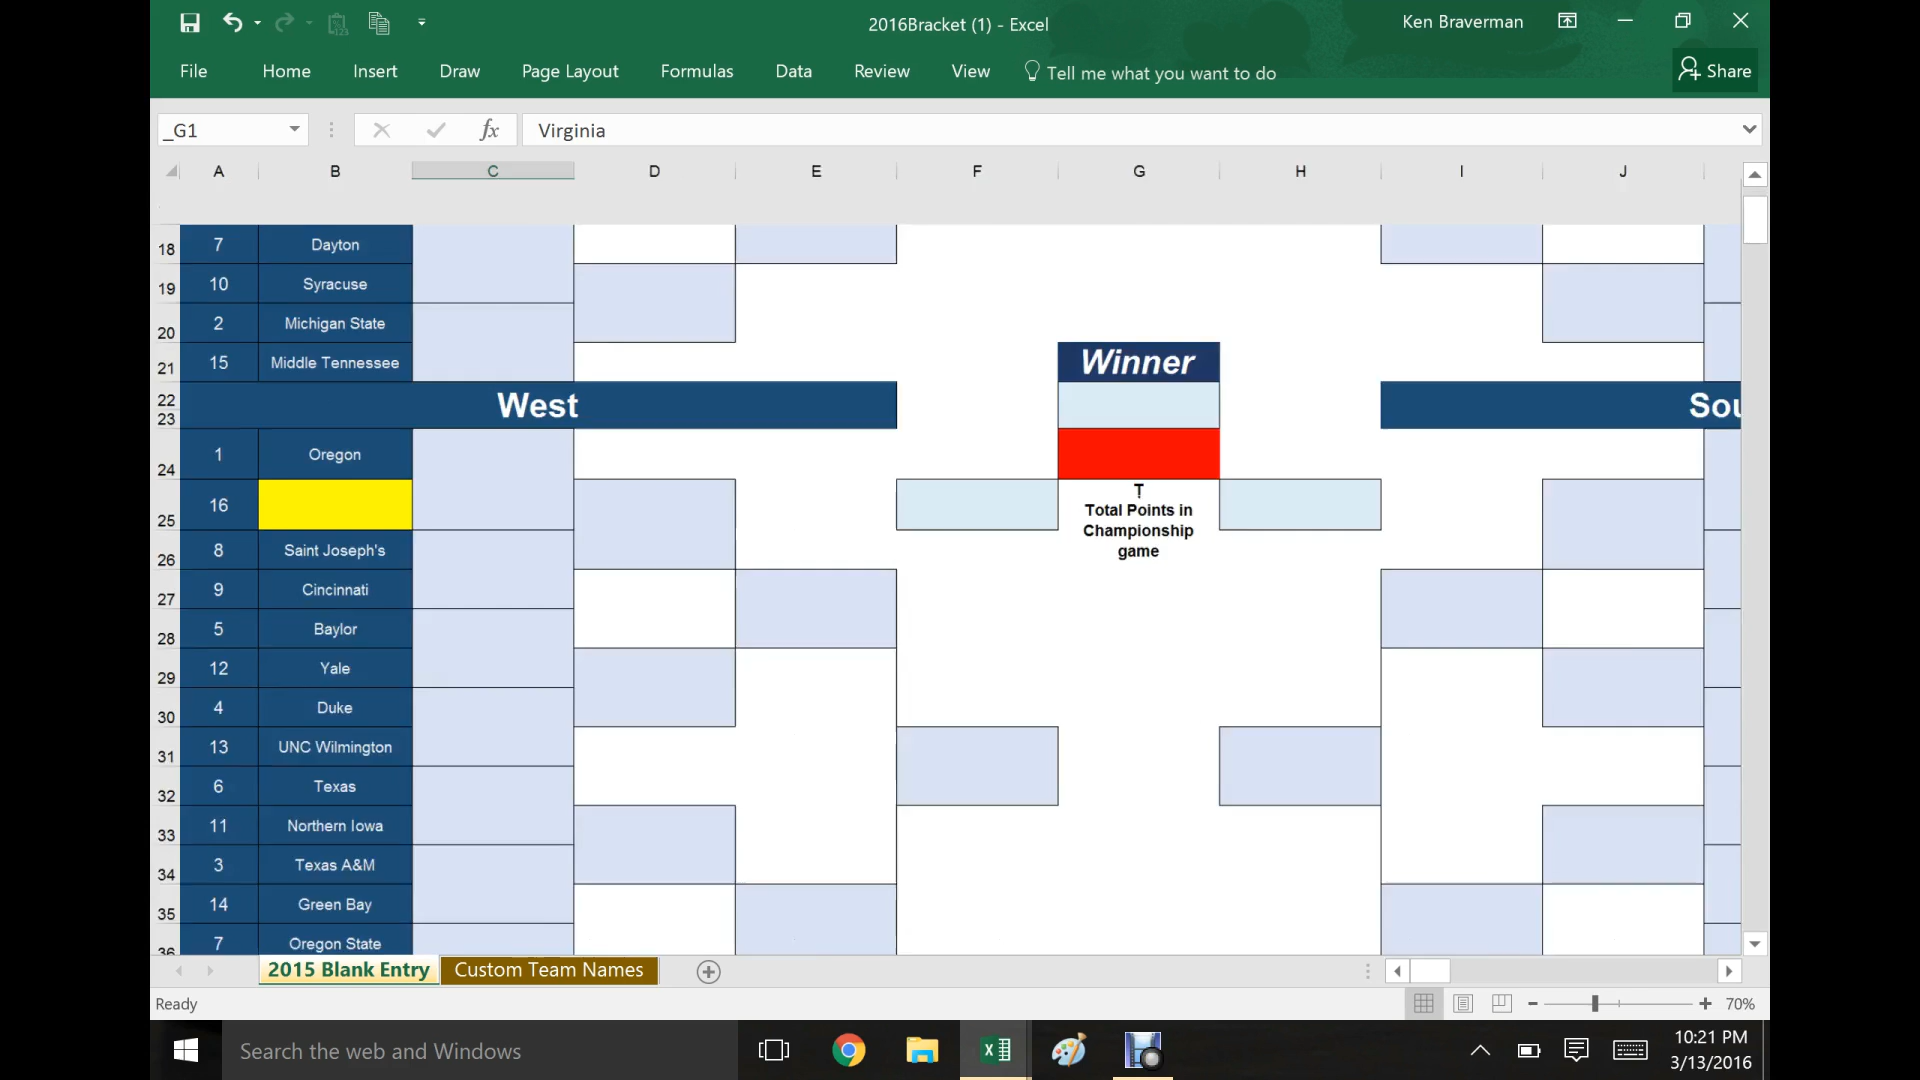 2016Bracket (1) - Excel
Ken Braverman
File Home Insert Draw Page Layout Formulas Data Review View Tell me what you want to do Share
_G1 fx Virginia
A B C D E F G H I J
18 7 Dayton
19 10 Syracuse
20 2 Michigan State
21 15 Middle Tennessee
Winner
22
23
West
Sou
24 1 Oregon
25 16
T
Total Points in
Championship
game
26 8 Saint Joseph's
27 9 Cincinnati
28 5 Baylor
29 12 Yale
30 4 Duke
31 13 UNC Wilmington
32 6 Texas
33 11 Northern Iowa
34 3 Texas A&M
35 14 Green Bay
36 7 Oregon State
2015 Blank Entry Custom Team Names
Ready
70%
Search the web and Windows
10:21 PM
3/13/2016